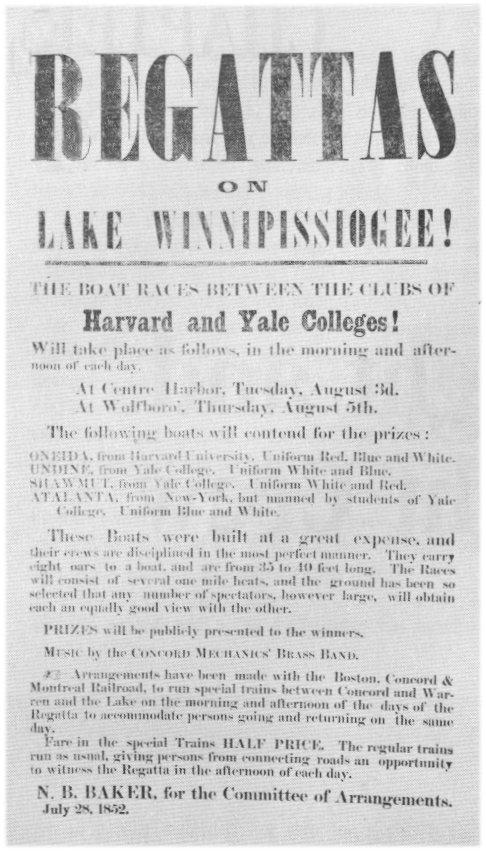 REGATTAS
ON
LAKE WINNIPISSIOGEE!
THE BOAT RACES BETWEEN THE CLUBS OF
Harvard and Yale Colleges!
Will take place as follows, in the morning and after-
noon of each day.
At Centre Harbor, Tuesday, August 3d.
At Wolfboro', Thursday, August 5th.
The following boats will contend for the prizes:
ONEIDA, from Harvard University. Uniform Red, Blue and White.
UNDINE, from Yale College. Uniform White and Blue.
SHAWMUT, from Yale College. Uniform White and Red.
ATALANTA, from New-York, but manned by students of Yale
College. Uniform Blue and White.
These Boats were built at a great expense, and
their crews are disciplined in the most perfect manner. They carry
eight oars to a boat, and are from 35 to 40 feet long. The Races
will consist of several one mile heats, and the ground has been so
selected that any number of spectators, however large, will obtain
each an equally good view with the other.
PRIZES will be publicly presented to the winners.
MUSIC by the CONCORD MECHANICS' BRASS BAND.
Arrangements have been made with the Boston, Concord &
Montreal Railroad, to run special trains between Concord and War-
ren and the Lake on the morning and afternoon of the days of the
Regatta to accommodate persons going and returning on the same
day.
Fare in the special Trains HALF PRICE. The regular trains
run as usual, giving persons from connecting roads an opportunity
to witness the Regatta in the afternoon of each day.
N. B. BAKER, for the Committee of Arrangements.
July 28, 1852.